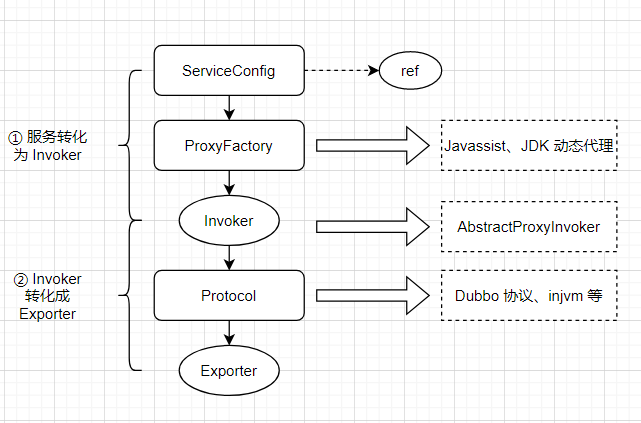 ServiceConfig
ref
① 服务转化
为 Invoker
ProxyFactory
Javassist、JDK 动态代理
Invoker
AbstractProxyInvoker
② Invoker
转化成
Exporter
Protocol
Dubbo 协议、injvm 等
Exporter